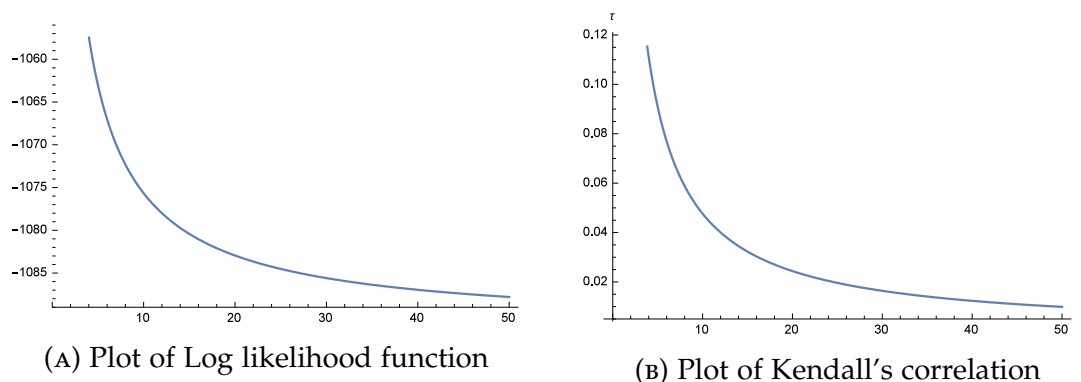 −1060
−1065
−1070
−1075
−1080
−1085
10 20 30 40 50
(A) Plot of Log likelihood function
τ
0.12
0.10
0.08
0.06
0.04
0.02
10 20 30 40 50
(B) Plot of Kendall's correlation